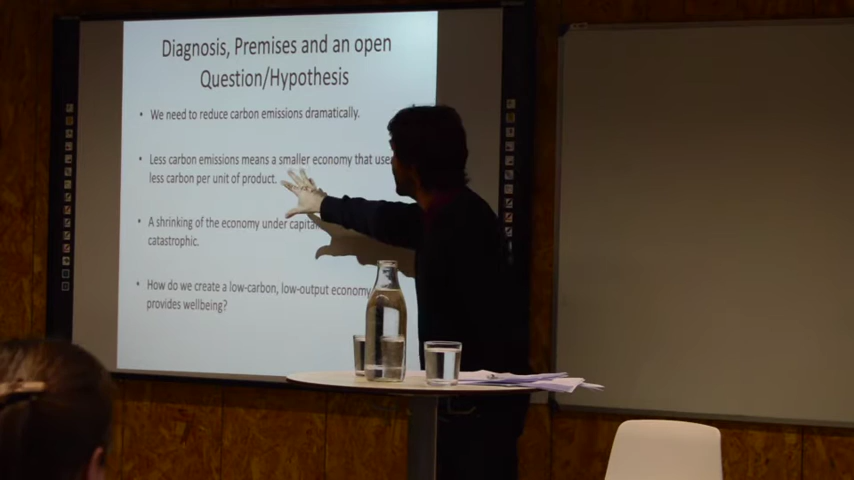 Diagnosis, Premises and an open
Question/Hypothesis
• We need to reduce carbon emissions dramatically.
• Less carbon emissions means a smaller economy that
less carbon per unit of product.
• A shrinking of the economy under
catastrophic.
• How do we create a low-carbon, low-output economy
provides wellbeing?